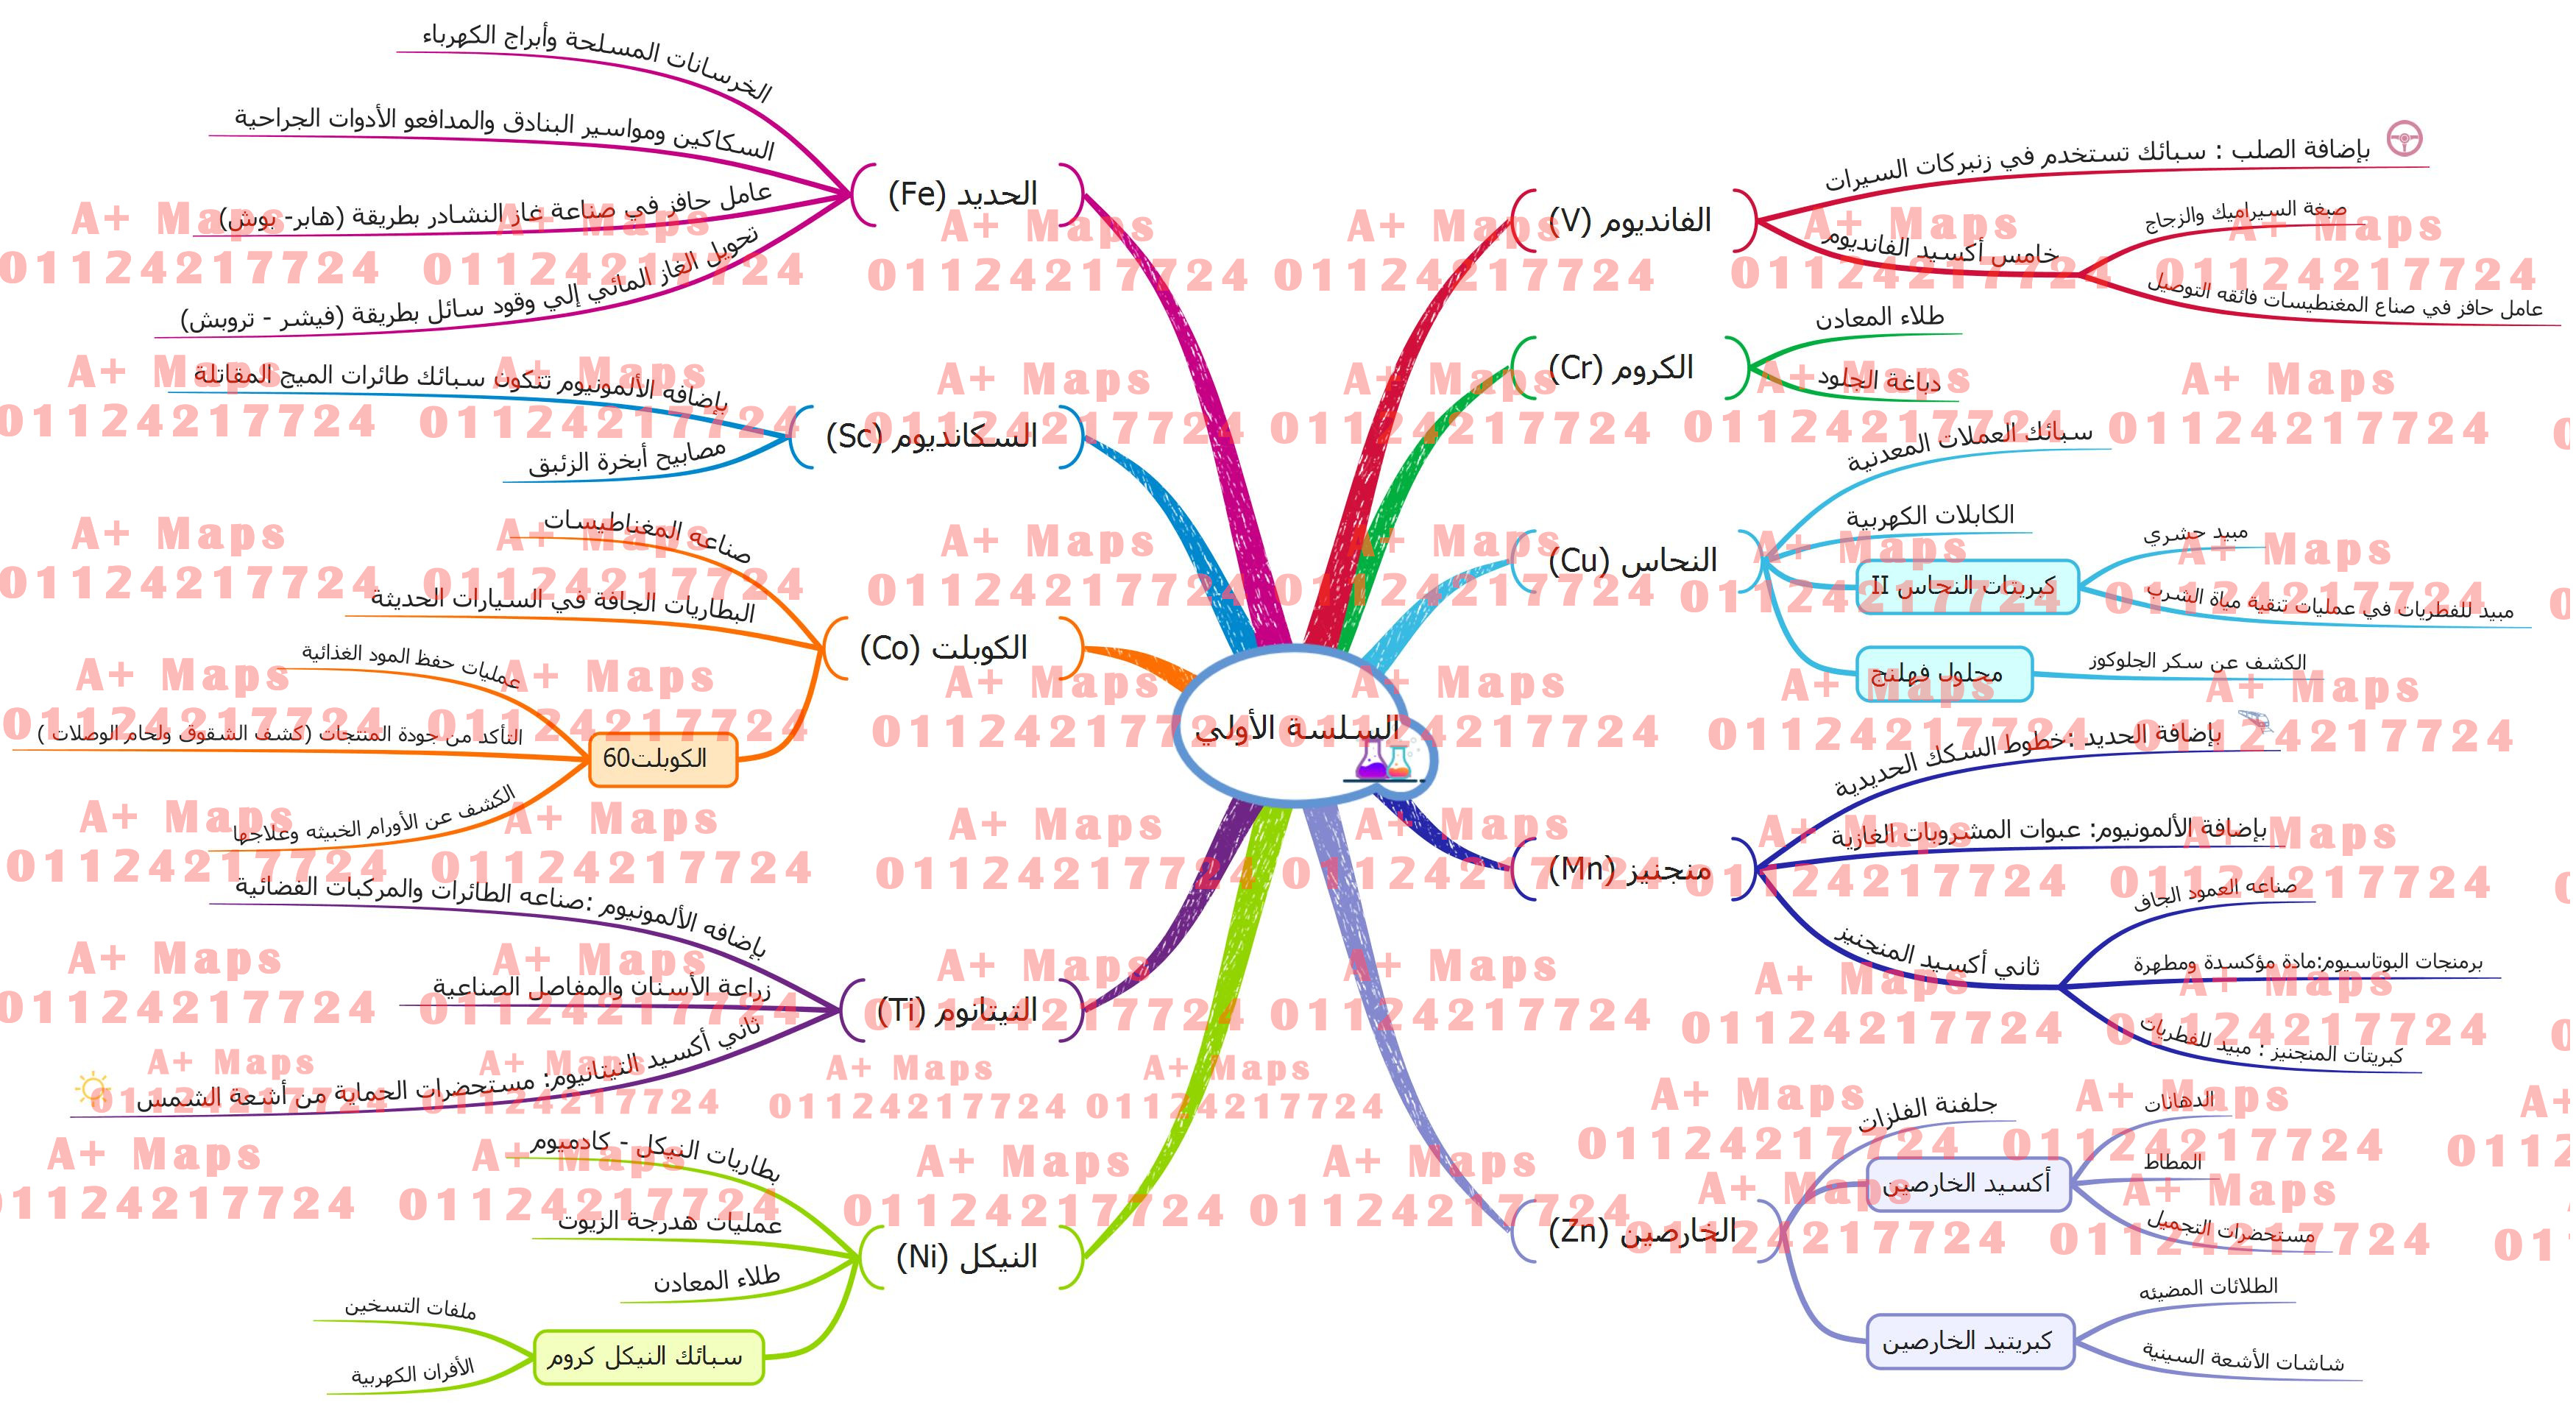 السلسة الأولي
الفانديوم (V)
بإضافة الصلب : سبائك تستخدم في زنبركات السيرات
خامس أكسيد الفانديوم
صبغة السيراميك والزجاج
عامل حافز في صناع المغنطيسات فائقه التوصيل
الكروم (Cr)
طلاء المعادن
دباغة الجلود
النحاس (Cu)
سبائك العملات المعدنية
الكابلات الكهربية
كبريتات النحاس II
مبيد حشري
مبيد للفطريات في عمليات تنقية مياة الشرب
محلول فهلنج
الكشف عن سكر الجلوكوز
منجنيز (Mn)
بإضافة الحديد :خطوط السكك الحديدية
بإضافة الألمونيوم: عبوات المشروبات الغازية
ثاني أكسيد المنجنيز
صناعه العمود الجاف
برمنجات البوتاسيوم:مادة مؤكسدة ومطهرة
كبريتات المنجنيز : مبيد للفطريات
الخارصين (Zn)
جلفنة الفلزات
أكسيد الخارصين
الدهانات
المطاط
مستحضرات التجميل
كبريتيد الخارصين
الطلائات المضيئه
شاشات الأشعة السينية
الحديد (Fe)
الخرسانات المسلحة وأبراج الكهرباء
السكاكين ومواسير البنادق والمدافعو الأدوات الجراحية
عامل حافز في صناعة غاز النشادر بطريقة (هابر- بوش)
تحويل الغاز المائي إلي وقود سائل بطريقة (فيشر - تروبش)
السكانديوم (Sc)
بإضافه الألمونيوم تتكون سبائك طائرات الميج المقاتلة
مصابيح أبخرة الزئبق
الكوبلت (Co)
صناعه المغناطيسات
البطاريات الجافة في السيارات الحديثة
الكوبلت60
عمليات حفظ المود الغذائية
التأكد من جودة المنتجات (كشف الشقوق ولحام الوصلات )
الكشف عن الأورام الخبيثه وعلاجها
التيتانوم (Ti)
بإضافه الألمونيوم :صناعه الطائرات والمركبات الفضائية
زراعة الأسنان والمفاصل الصناعية
ثاني أكسيد التيتانيوم: مستحضرات الحماية من أشعة الشمس
النيكل (Ni)
بطاريات النيكل - كادميوم
عمليات هدرجة الزيوت
طلاء المعادن
سبائك النيكل كروم
ملفات التسخين
الأفران الكهربية
A+ Maps
01124217724